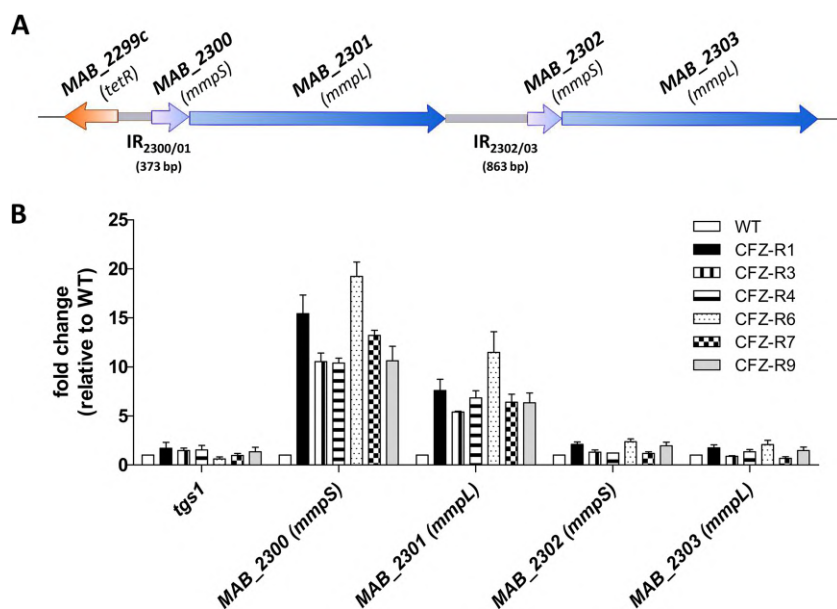 A
MAB_2299c
(tetR)
MAB_2300
(mmpS)
MAB_2301
(mmpL)
MAB_2302
(mmpS)
MAB_2303
(mmpL)
IR2300/01
(373 bp)
IR2302/03
(863 bp)
B
fold change
(relative to WT)
25
20
15
10
5
0
WT
CFZ-R1
CFZ-R3
CFZ-R4
CFZ-R6
CFZ-R7
CFZ-R9
tgs1
MAB_2300 (mmpS)
MAB_2301 (mmpL)
MAB_2302 (mmpS)
MAB_2303 (mmpL)